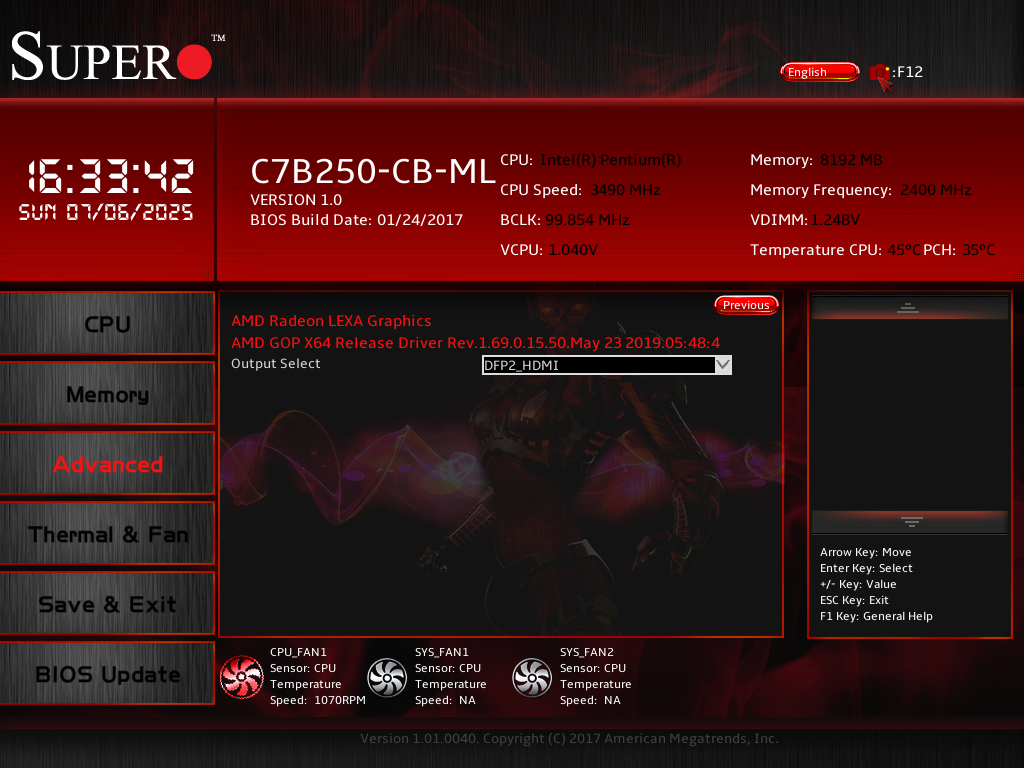 SUPER TM
English :F12
16:33:42
SUN 07/06/2025
C7B250-CB-ML
VERSION 1.0
BIOS Build Date: 01/24/2017
CPU: Intel(R) Pentium(R)
CPU Speed: 3490 MHz
BCLK: 99.854 MHz
VCPU: 1.040V
Memory: 8192 MB
Memory Frequency: 2400 MHz
VDIMM: 1.248V
Temperature CPU: 45ºC PCH: 35ºC
CPU
Memory
Advanced
Thermal & Fan
Save & Exit
BIOS Update
Previous
AMD Radeon LEXA Graphics
AMD GOP X64 Release Driver Rev.1.69.0.15.50.May 23 2019.05:48:4
Output Select DFP2_HDMI
Arrow Key: Move
Enter Key: Select
+/- Key: Value
ESC Key: Exit
F1 Key: General Help
CPU_FAN1
Sensor: CPU
Temperature
Speed: 1070RPM
SYS_FAN1
Sensor: CPU
Temperature
Speed: NA
SYS_FAN2
Sensor: CPU
Temperature
Speed: NA
Version 1.01.0040. Copyright (C) 2017 American Megatrends, Inc.